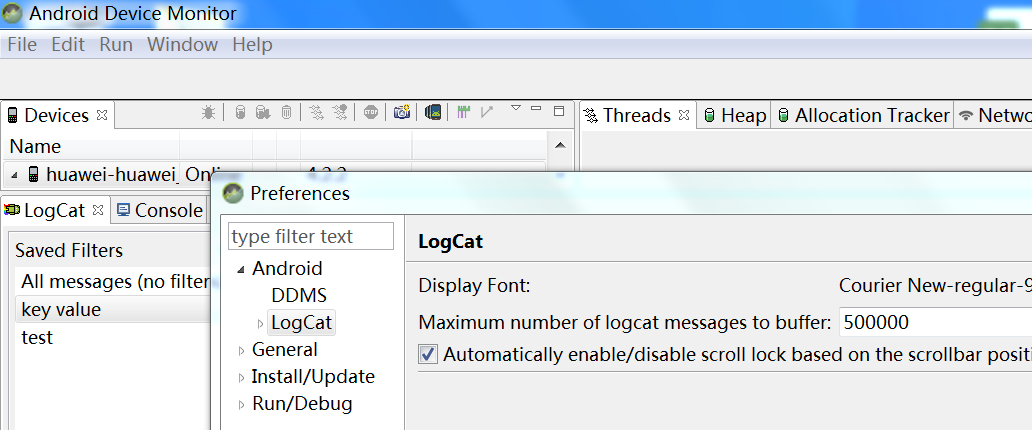 Android Device Monitor
File Edit Run Window Help
Devices
Threads Heap Allocation Tracker Netwo
Name
huawei-huawei_ Online 4.2.2
Preferences
LogCat Console
type filter text
LogCat
Saved Filters
All messages (no filter
key value
test
Android
DDMS
LogCat
General
Install/Update
Run/Debug
Display Font: Courier New-regular-9
Maximum number of logcat messages to buffer: 500000
Automatically enable/disable scroll lock based on the scrollbar positi